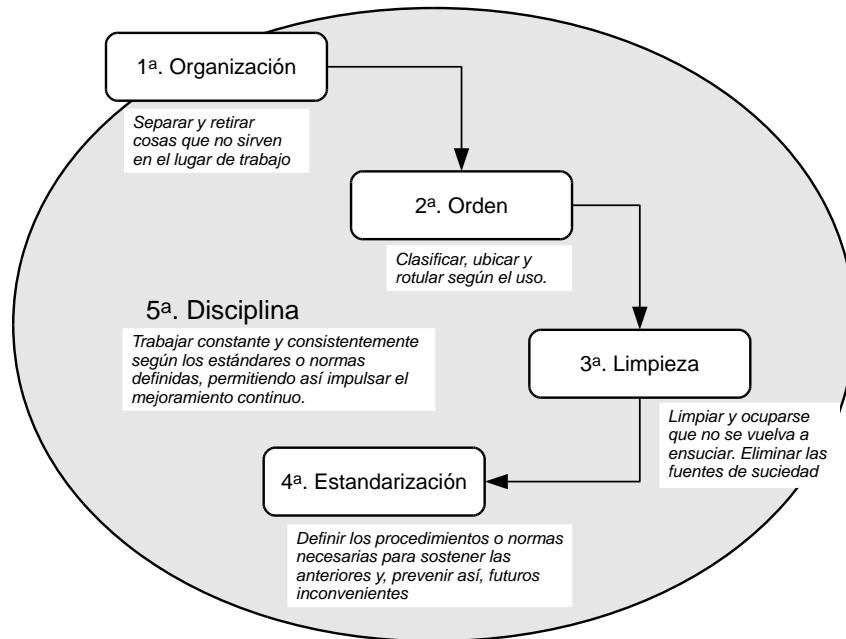 1ª. Organización
Separar y retirar
cosas que no sirven
en el lugar de trabajo
2ª. Orden
Clasificar, ubicar y
rotular según el uso.
5ª. Disciplina
Trabajar constante y consistentemente
según los estándares o normas
definidas, permitiendo así impulsar el
mejoramiento continuo.
3ª. Limpieza
Limpiar y ocuparse
que no se vuelva a
ensuciar. Eliminar las
fuentes de suciedad
4ª. Estandarización
Definir los procedimientos o normas
necesarias para sostener las
anteriores y, prevenir así, futuros
inconvenientes